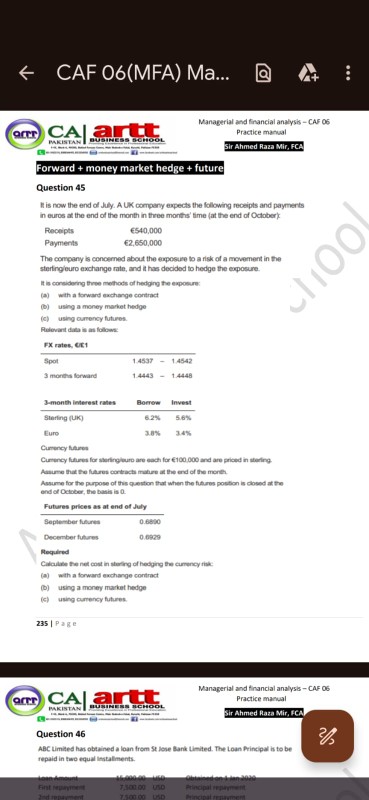 CAF 06(MFA) Ma...
artt CA artt
PAKISTAN BUSINESS SCHOOL
Managerial and financial analysis – CAF 06
Practice manual
Sir Ahmed Raza Mir, FCA
Forward + money market hedge + future
Question 45
It is now the end of July. A UK company expects the following receipts and payments
in euros at the end of the month in three months' time (at the end of October):
Receipts €540,000
Payments €2,650,000
The company is concerned about the exposure to a risk of a movement in the
sterling/euro exchange rate, and it has decided to hedge the exposure.
It is considering three methods of hedging the exposure:
(a) with a forward exchange contract
(b) using a money market hedge
(c) using currency futures.
Relevant data is as follows:
FX rates, €/£1
Spot 1.4537 – 1.4542
3 months forward 1.4443 – 1.4448
3-month interest rates Borrow Invest
Sterling (UK) 6.2% 5.6%
Euro 3.8% 3.4%
Currency futures
Currency futures for sterling/euro are each for €100,000 and are priced in sterling.
Assume that the futures contracts mature at the end of the month.
Assume for the purpose of this question that when the futures position is closed at the
end of October, the basis is 0.
Futures prices as at end of July
September futures 0.6890
December futures 0.6929
Required
Calculate the net cost in sterling of hedging the currency risk:
(a) with a forward exchange contract
(b) using a money market hedge
(c) using currency futures.
235 | Page
artt CA artt
PAKISTAN BUSINESS SCHOOL
Managerial and financial analysis – CAF 06
Practice manual
Sir Ahmed Raza Mir, FCA
Question 46
ABC Limited has obtained a loan from St Jose Bank Limited. The Loan Principal is to be
repaid in two equal Installments.
Loan Amount 15,000.00 USD Obtained on 1 Jan 2020
First repayment 7,500.00 USD Principal repayment
2nd repayment 7,500.00 USD Principal repayment